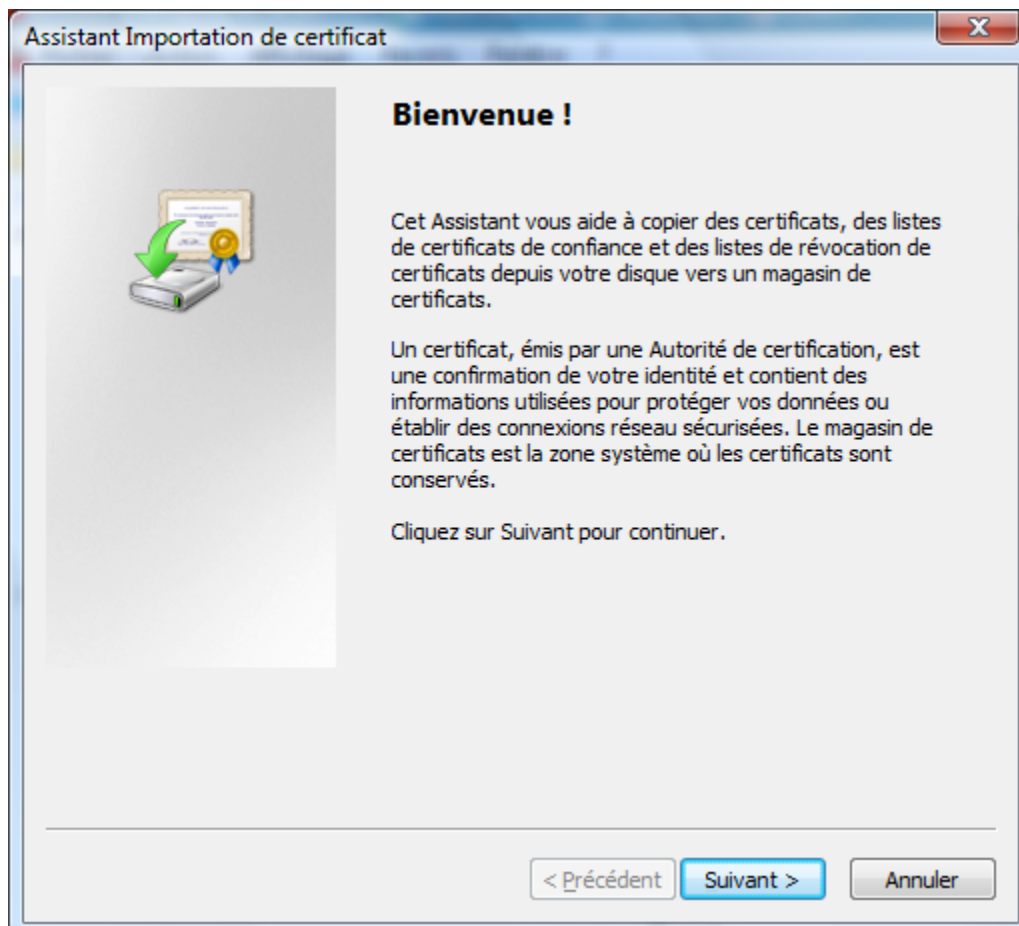 Assistant Importation de certificat
Bienvenue !
Cet Assistant vous aide à copier des certificats, des listes
de certificats de confiance et des listes de révocation de
certificats depuis votre disque vers un magasin de
certificats.
Un certificat, émis par une Autorité de certification, est
une confirmation de votre identité et contient des
informations utilisées pour protéger vos données ou
établir des connexions réseau sécurisées. Le magasin de
certificats est la zone système où les certificats sont
conservés.
Cliquez sur Suivant pour continuer.
< Précédent Suivant > Annuler